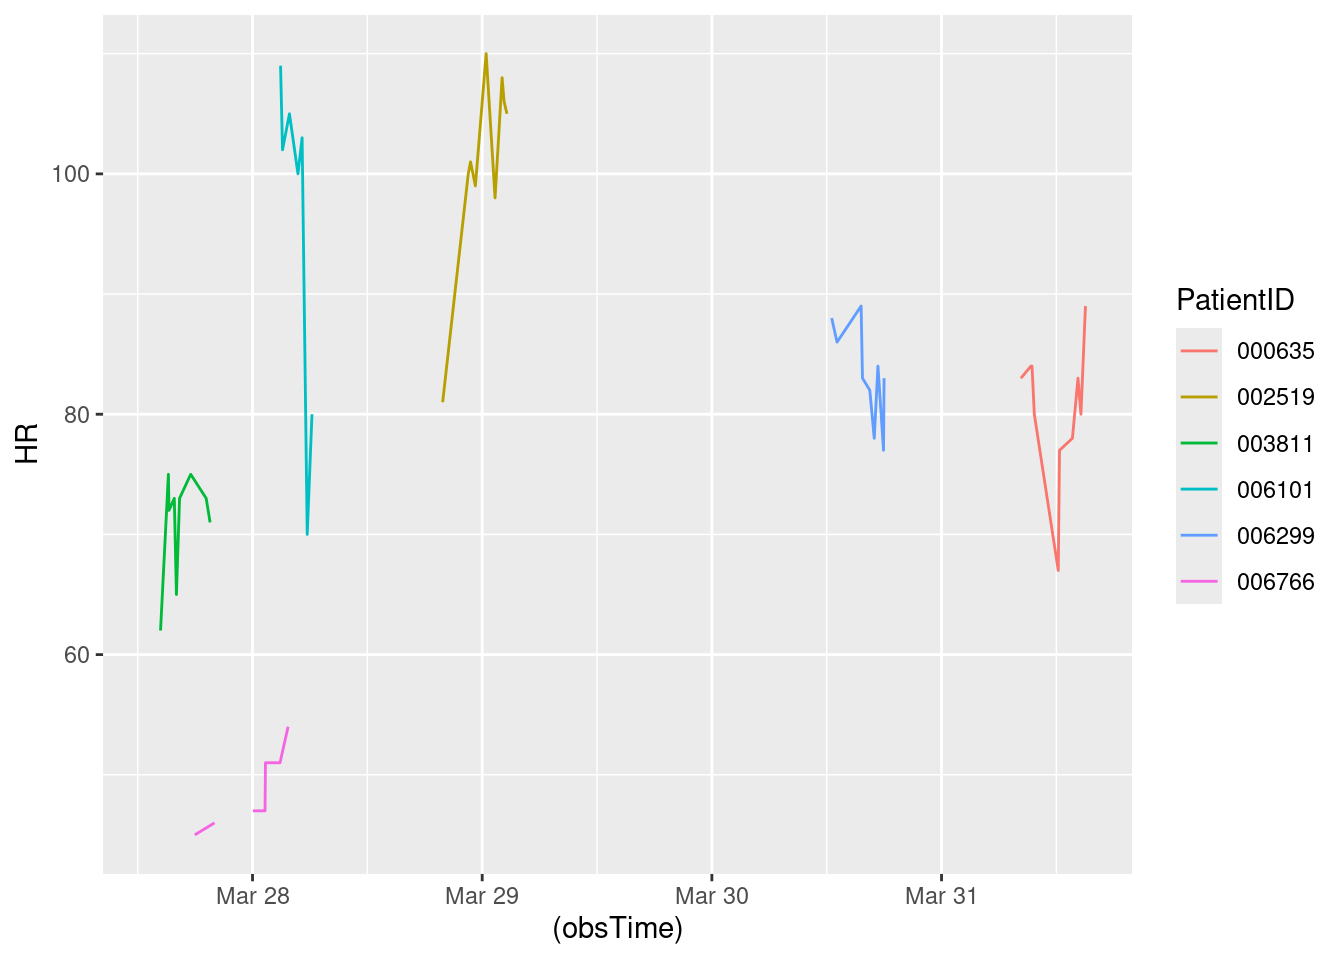 100
80
60
HR
Mar 28
Mar 29
Mar 30
Mar 31
(obsTime)
PatientID
000635
002519
003811
006101
006299
006766